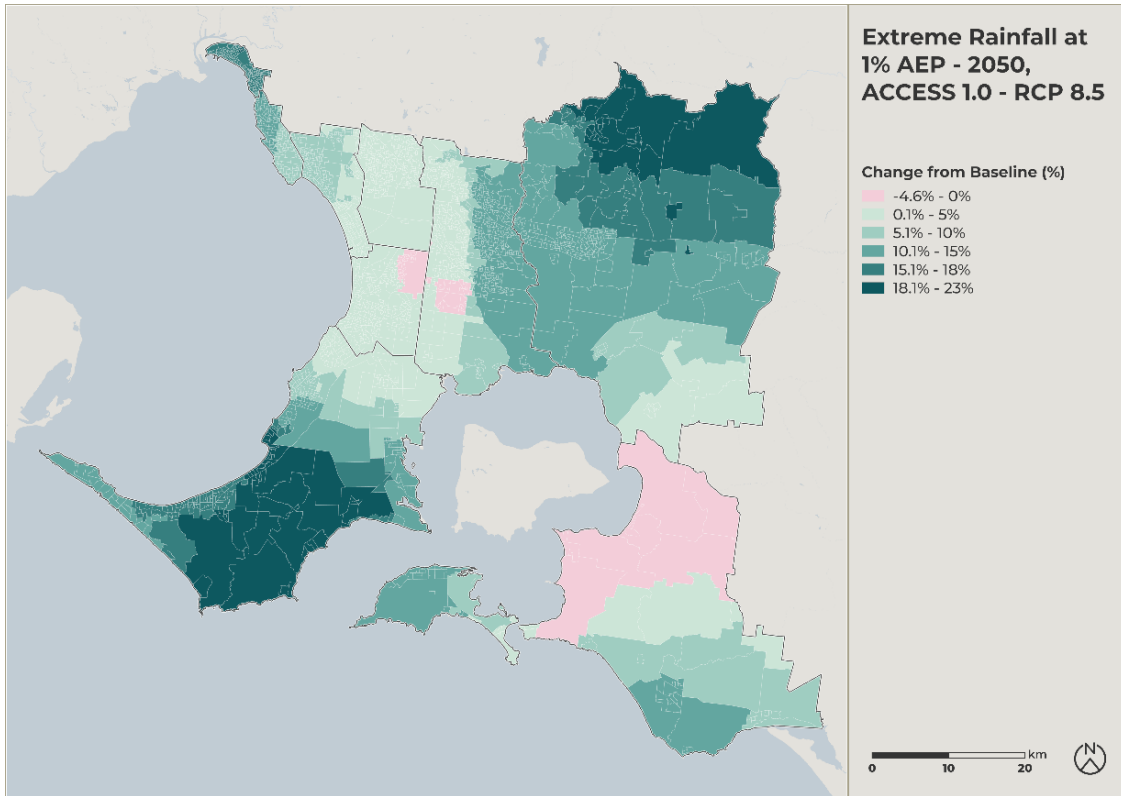 Extreme Rainfall at
1% AEP - 2050,
ACCESS 1.0 - RCP 8.5
Change from Baseline (%)
-4.6% - 0%
0.1% - 5%
5.1% - 10%
10.1% - 15%
15.1% - 18%
18.1% - 23%
km
0 10 20
N